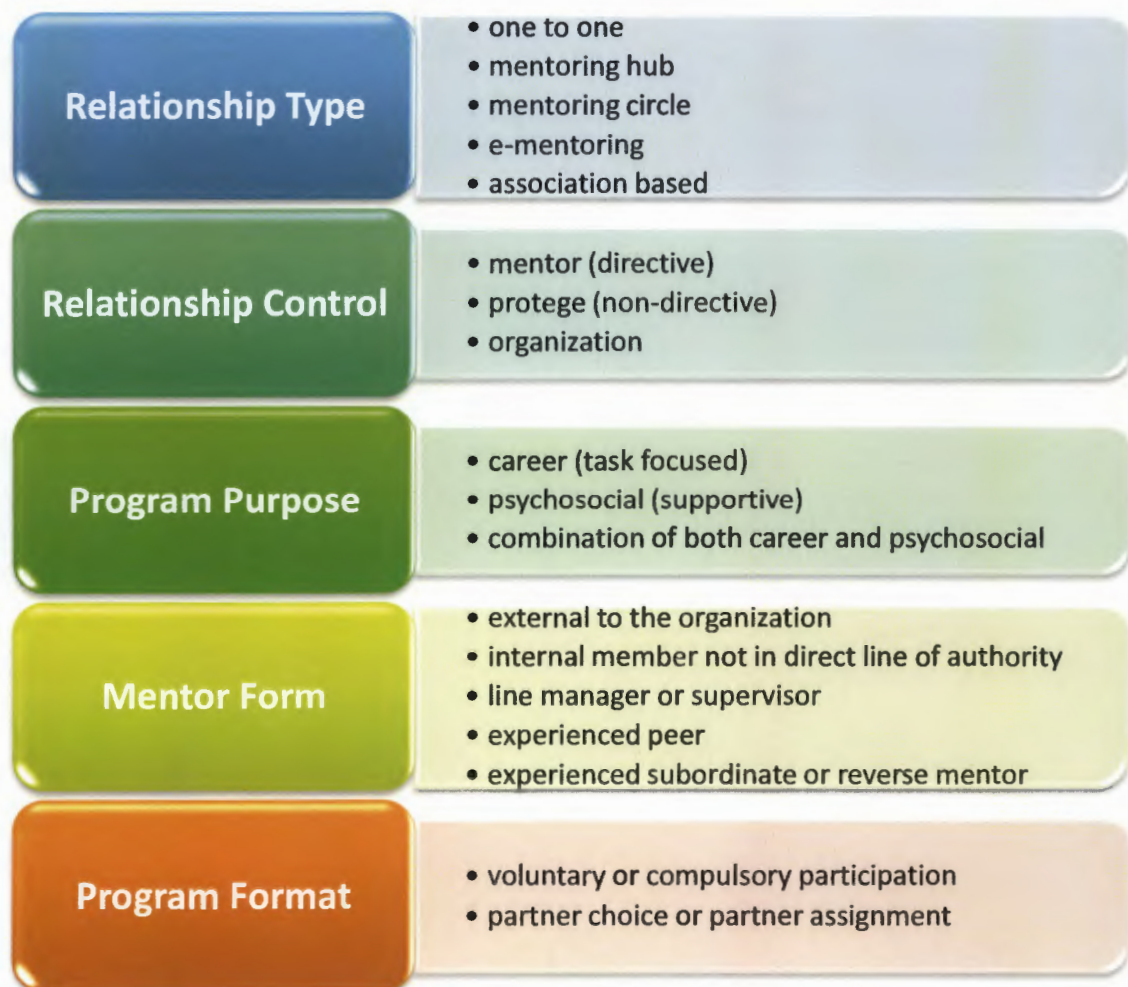 Relationship Type
• one to one
• mentoring hub
• mentoring circle
• e-mentoring
• association based
Relationship Control
• mentor (directive)
• protege (non-directive)
• organization
Program Purpose
• career (task focused)
• psychosocial (supportive)
• combination of both career and psychosocial
Mentor Form
• external to the organization
• internal member not in direct line of authority
• line manager or supervisor
• experienced peer
• experienced subordinate or reverse mentor
Program Format
• voluntary or compulsory participation
• partner choice or partner assignment